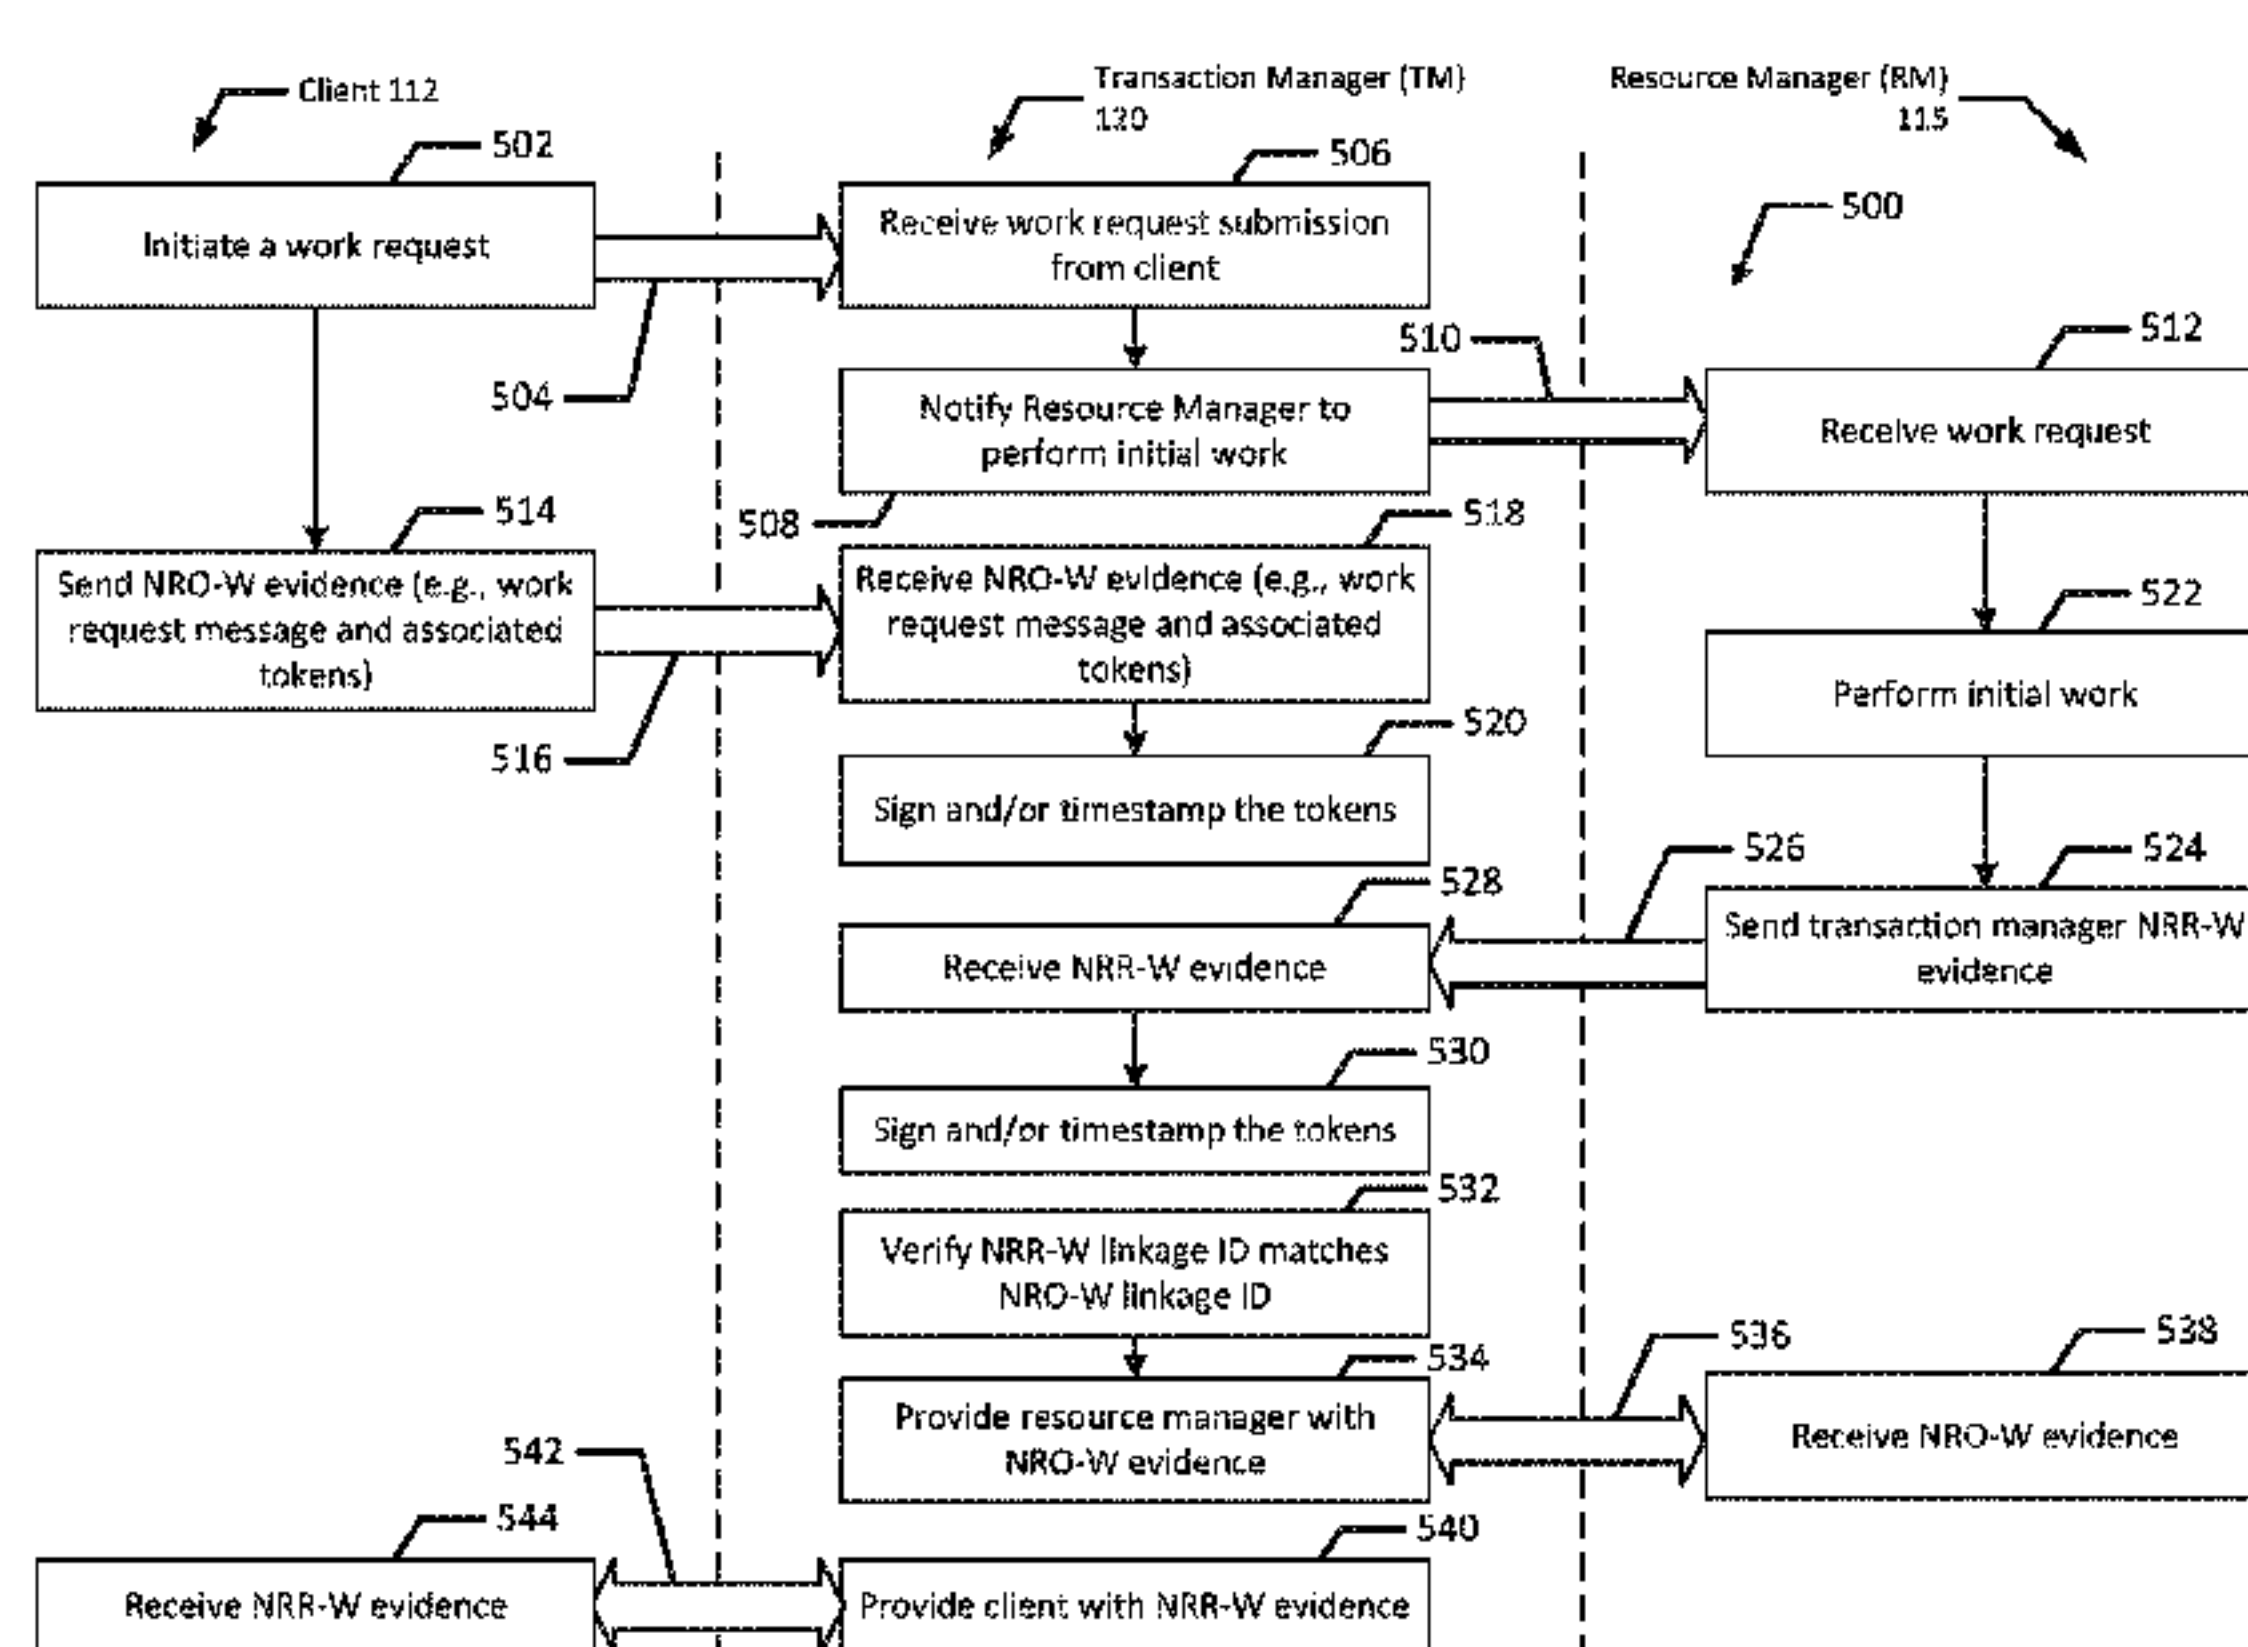 Client 112
Transaction Manager (TM)
120
Resource Manager (RM)
115
502
506
500
Initiate a work request
Receive work request submission
from client
504
510
512
Notify Resource Manager to
perform initial work
Receive work request
508
514
518
Send NRO-W evidence (e.g., work
request message and associated
tokens)
Receive NRO-W evidence (e.g., work
request message and associated
tokens)
522
Perform initial work
516
520
Sign and/or timestamp the tokens
526
524
528
Receive NRR-W evidence
Send transaction manager NRR-W
evidence
530
Sign and/or timestamp the tokens
532
Verify NRR-W linkage ID matches
NRO-W linkage ID
534
536
538
Provide resource manager with
NRO-W evidence
Receive NRO-W evidence
542
544
540
Receive NRR-W evidence
Provide client with NRR-W evidence